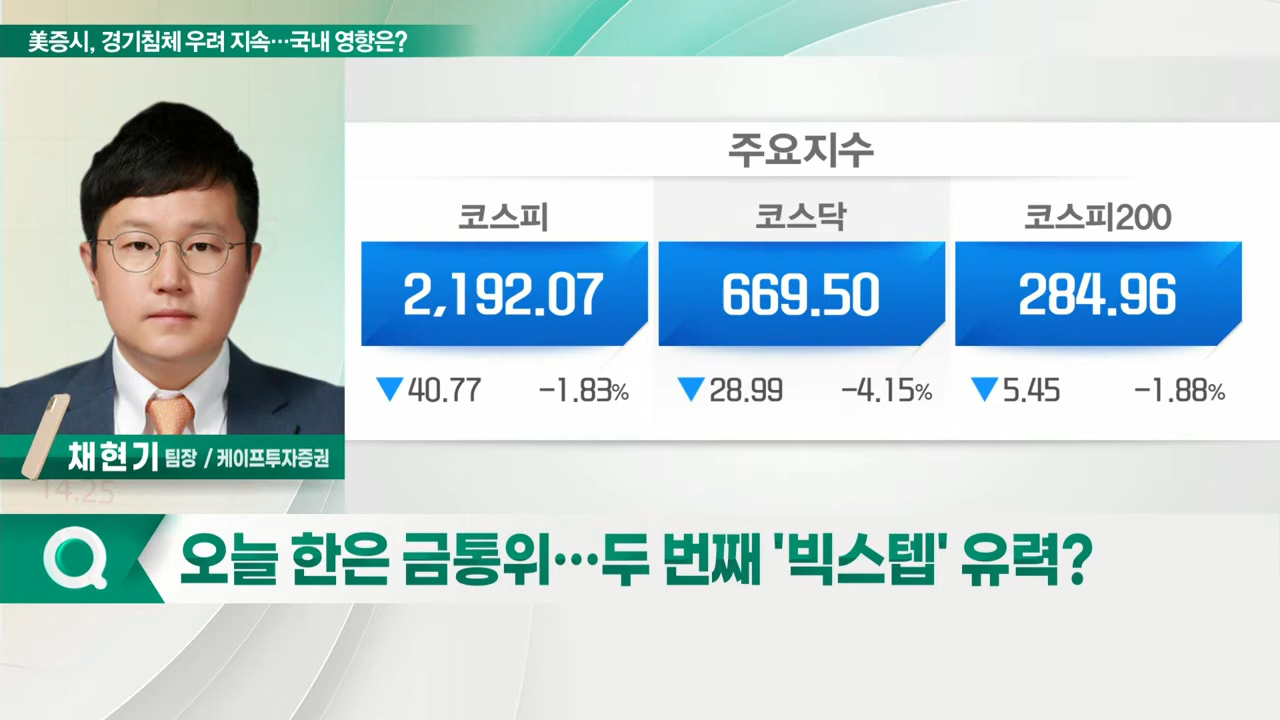 美증시, 경기침체 우려 지속…국내 영향은?
주요지수
코스피 코스닥 코스피200
2,192.07 669.50 284.96
▼40.77 -1.83% ▼28.99 -4.15% ▼5.45 -1.88%
채현기 팀장 / 케이프투자증권
14.25
Q 오늘 한은 금통위…두 번째 '빅스텝' 유력?